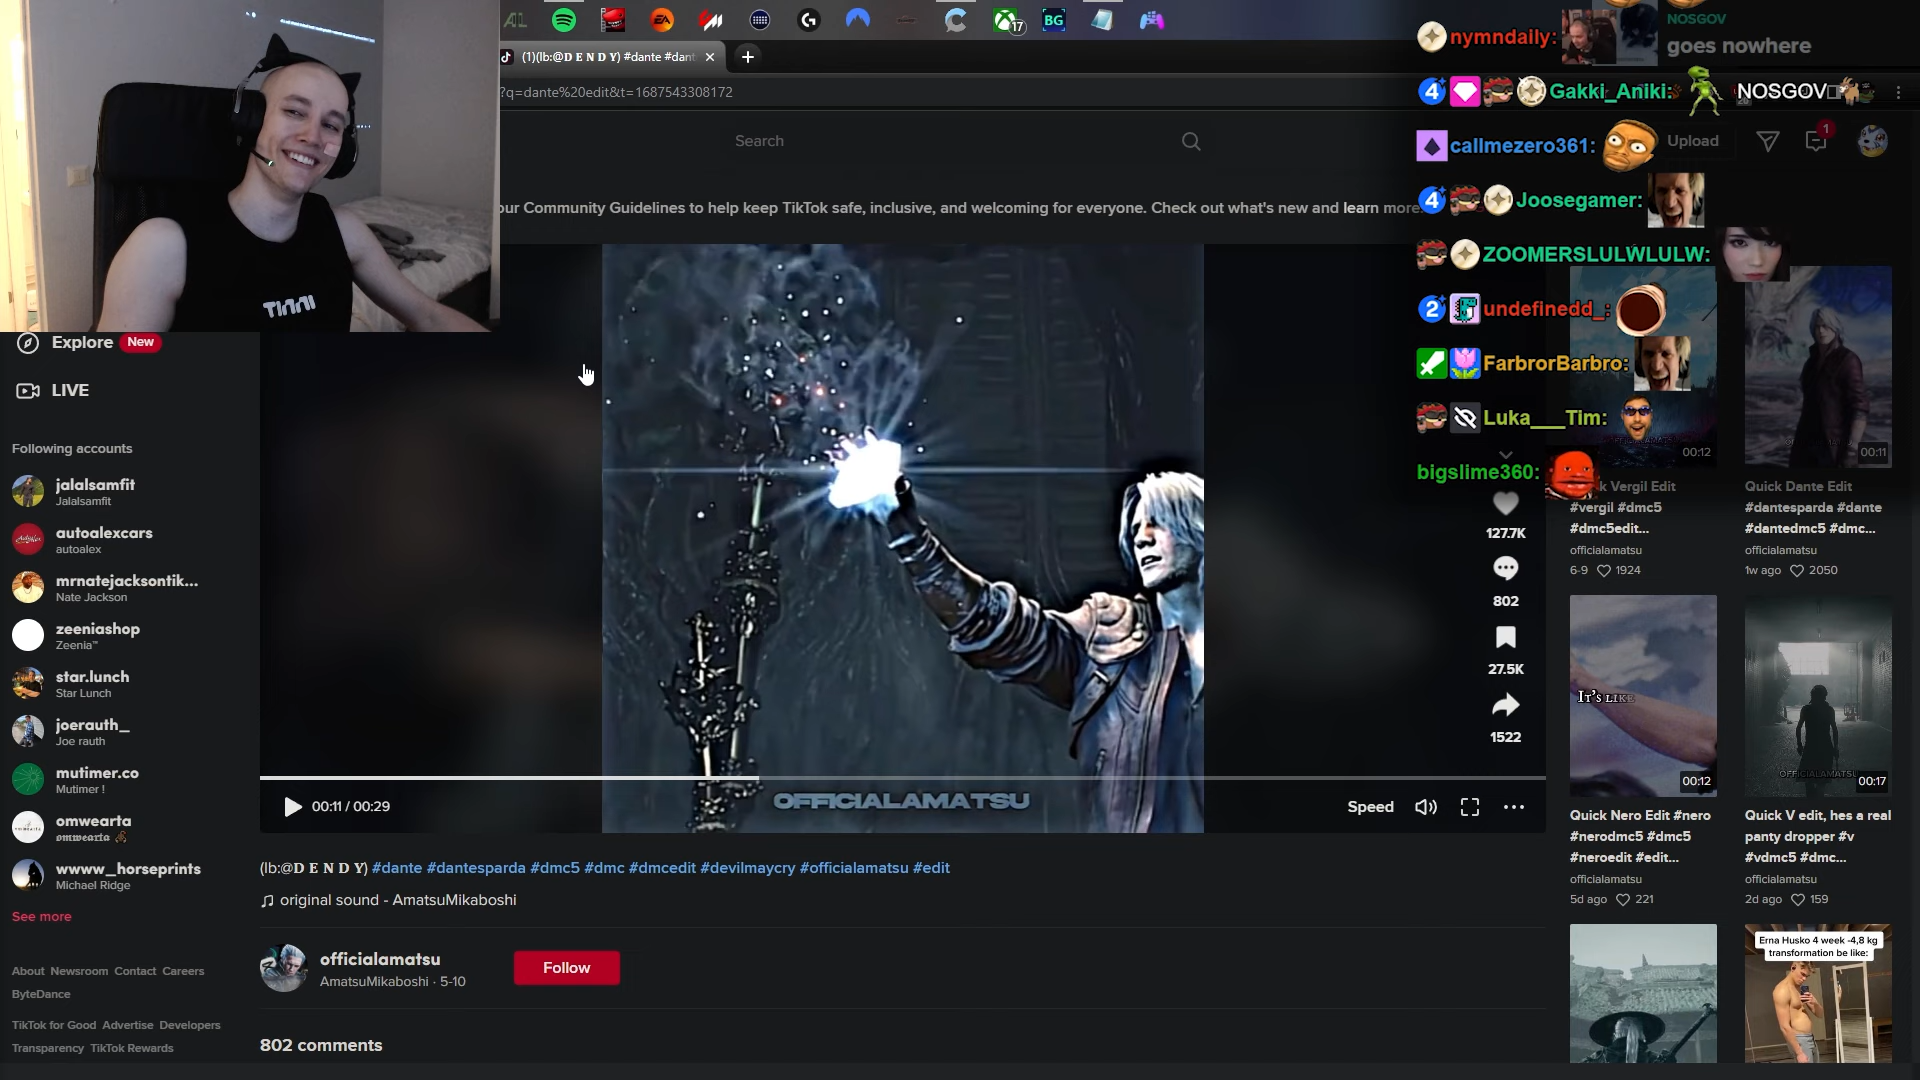 (1)(lb:@𝐃 𝐄 𝐍 𝐃 𝐘) #dante #dant
?q=dante%20edit&t=1687543308172
17
BG
Search
Upload
1
our Community Guidelines to help keep TikTok safe, inclusive, and welcoming for everyone. Check out what's new and learn more.
NOSGOV
nymndaily:
goes nowhere
Gakki_Aniki: NOSGOV
callmezero361:
Joosegamer:
ZOOMERSLULWLULW:
undefinedd_:
FarbrorBarbro:
Luka___Tim:
bigslime360:
Explore New
LIVE
Following accounts
jalalsamfit
Jalalsamfit
autoalexcars
autoalex
mrnatejacksontik...
Nate Jackson
zeeniashop
Zeenia™
star.lunch
Star Lunch
joerauth_
Joe rauth
mutimer.co
Mutimer !
omwearta
𝖔𝖒𝖜𝖊𝖆𝖗𝖙𝖆
wwww_horseprints
Michael Ridge
See more
About Newsroom Contact Careers
ByteDance
TikTok for Good Advertise Developers
Transparency TikTok Rewards
127.7K
802
27.5K
1522
00:11 / 00:29
OFFICIALAMATSU
Speed
(lb:@𝐃 𝐄 𝐍 𝐃 𝐘) #dante #dantesparda #dmc5 #dmc #dmcedit #devilmaycry #officialamatsu #edit
original sound - AmatsuMikaboshi
officialamatsu
AmatsuMikaboshi · 5-10
Follow
802 comments
00:12
k Vergil Edit
#vergil #dmc5
#dmc5edit...
officialamatsu
6-9 1924
00:11
Quick Dante Edit
#dantesparda #dante
#dantedmc5 #dmc...
officialamatsu
1w ago 2050
IT'S LIKE
00:12
Quick Nero Edit #nero
#nerodmc5 #dmc5
#neroedit #edit...
officialamatsu
5d ago 221
OFFICIALAMATSU
00:17
Quick V edit, hes a real
panty dropper #v
#vdmc5 #dmc...
officialamatsu
2d ago 159
Erna Husko 4 week -4,8 kg
transformation be like: